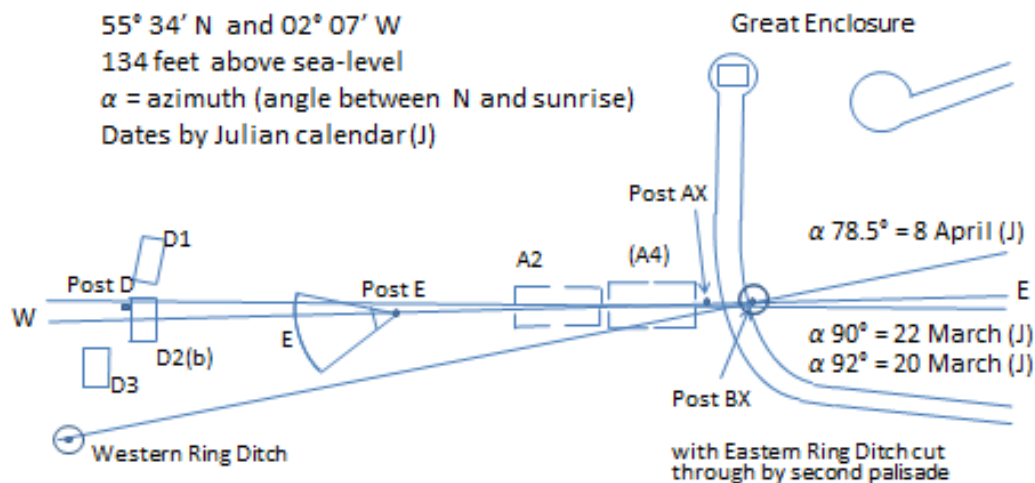 55° 34′ N and 02° 07′ W
134 feet above sea-level
α = azimuth (angle between N and sunrise)
Dates by Julian calendar (J)
Great Enclosure
Post AX
D1
A2
(A4)
α 78.5° = 8 April (J)
Post D
Post E
E
W
E
D2(b)
α 90° = 22 March (J)
D3
α 92° = 20 March (J)
Post BX
Western Ring Ditch
with Eastern Ring Ditch cut
through by second palisade